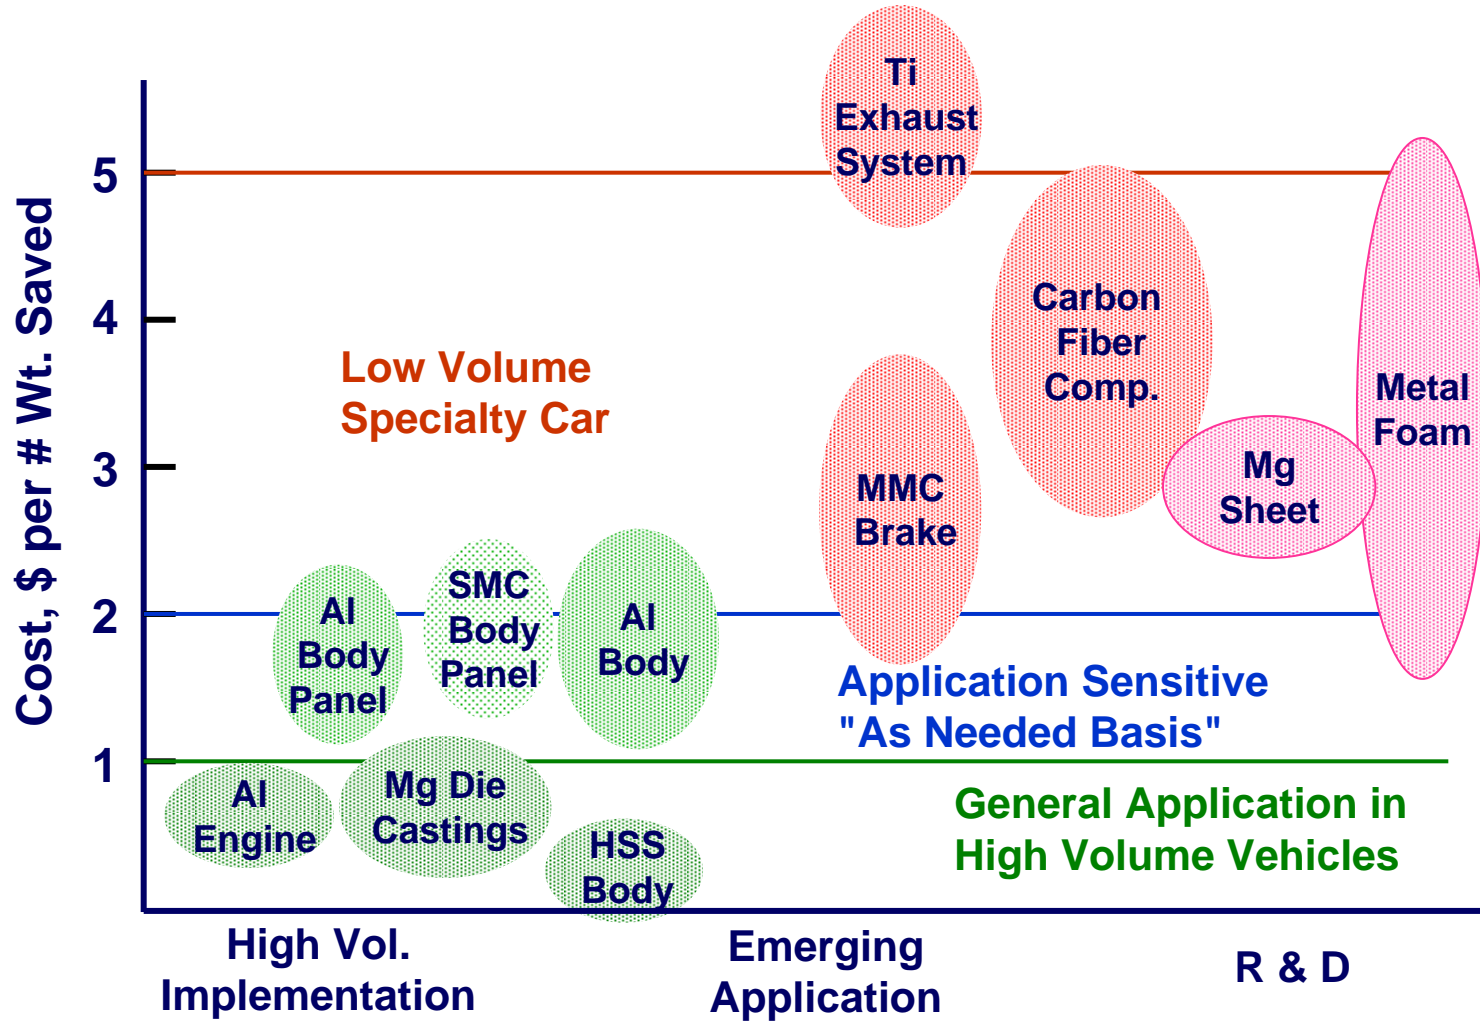 Cost, $ per # Wt. Saved
5
4
3
2
1
Ti
Exhaust
System
Carbon
Fiber
Comp.
Metal
Foam
Low Volume
Specialty Car
MMC
Brake
Mg
Sheet
Al
Body
Panel
SMC
Body
Panel
Al
Body
Application Sensitive
"As Needed Basis"
Al
Engine
Mg Die
Castings
HSS
Body
General Application in
High Volume Vehicles
High Vol.
Implementation
Emerging
Application
R & D